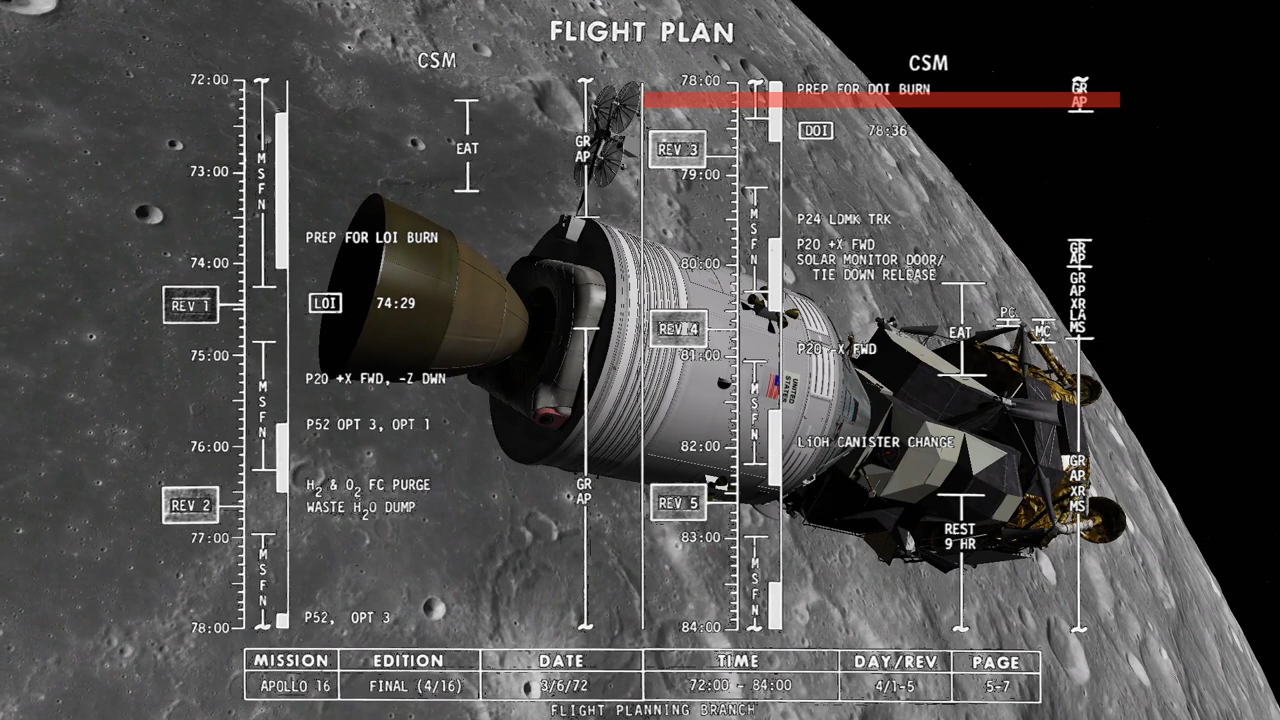 FLIGHT PLAN
CSM
72:00
73:00
74:00
75:00
76:00
77:00
78:00
MSFN
MSFN
MSFN
REV 1
REV 2
EAT
GR
AP
PREP FOR LOI BURN
LOI 74:29
P20 +X FWD, -Z DWN
P52 OPT 3, OPT 1
H2 & O2 FC PURGE
WASTE H2O DUMP
GR
AP
P52, OPT 3
CSM
78:00
79:00
80:00
81:00
82:00
83:00
84:00
REV 3
REV 4
REV 5
MSFN
MSFN
MSFN
PREP FOR DOI BURN
DOI 78:36
P24 LDMK TRK
P20 +X FWD
SOLAR MONITOR DOOR/
TIE DOWN RELEASE
EAT
PC
MC
P20 -X FWD
LiOH CANISTER CHANGE
REST
9 HR
GR
AP
GR
AP
GR
AP
XR
LA
MS
GR
AP
XR
MS
UNITED
STATES
MISSION EDITION DATE TIME DAY/REV PAGE
APOLLO 16 FINAL (4/16) 3/6/72 72:00 - 84:00 4/1-5 5-7
FLIGHT PLANNING BRANCH